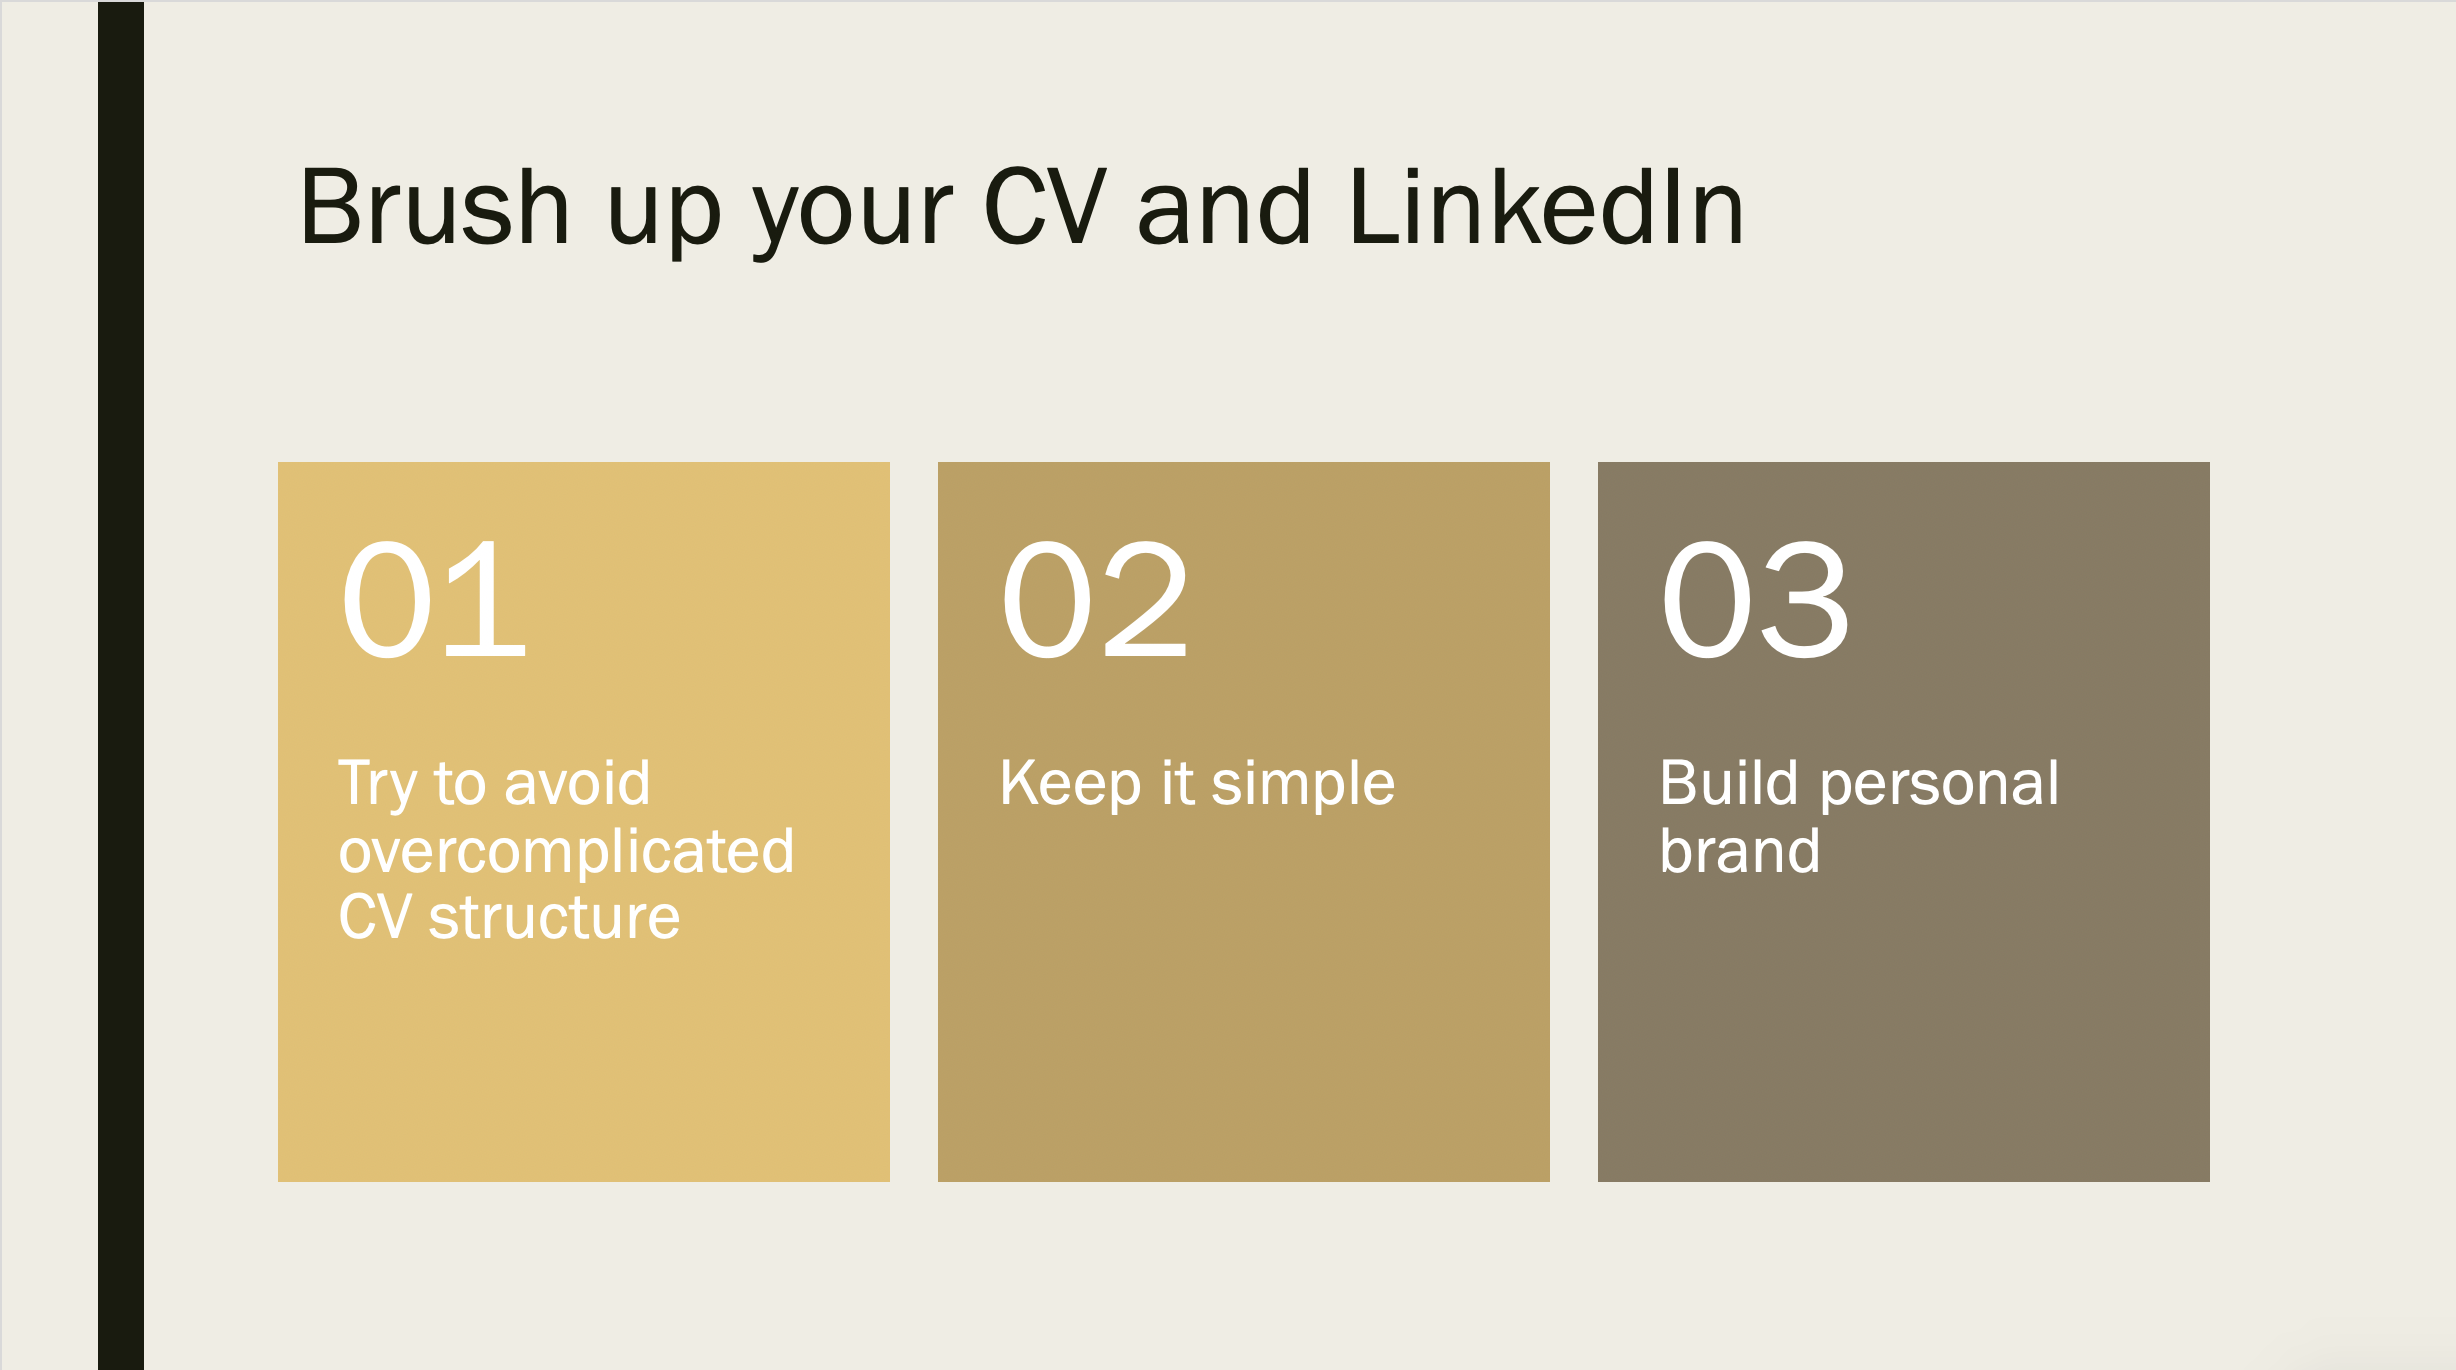 Brush up your CV and LinkedIn
01
Try to avoid
overcomplicated
CV structure
02
Keep it simple
03
Build personal
brand